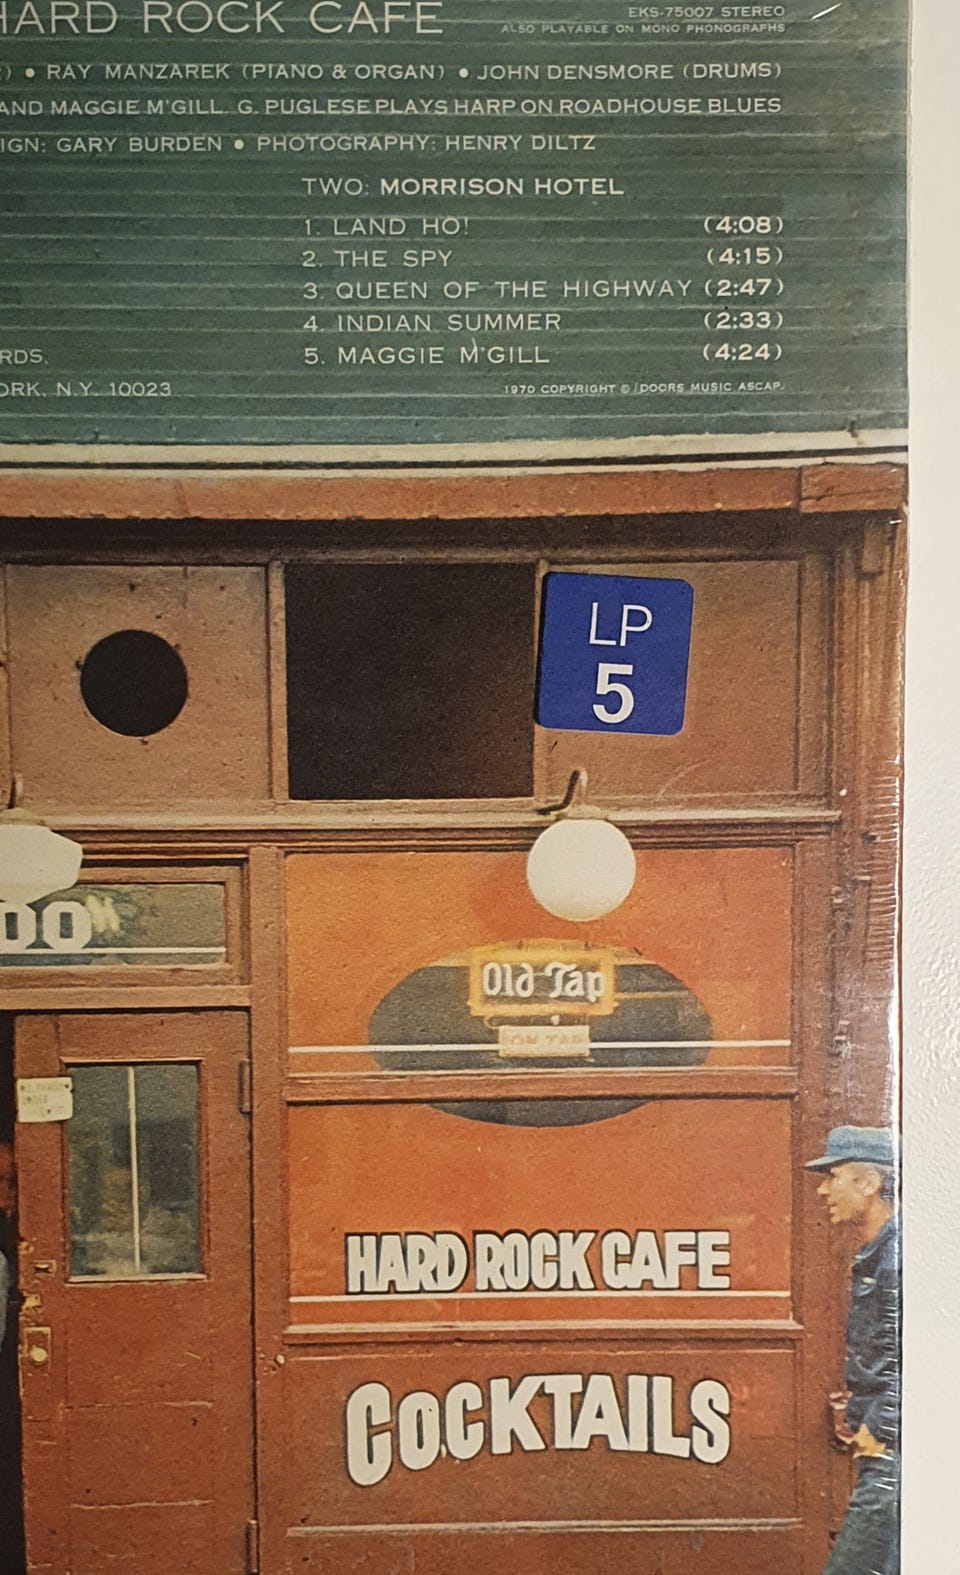 HARD ROCK CAFE
EKS-75007 STEREO
ALSO PLAYABLE ON MONO PHONOGRAPHS
) • RAY MANZAREK (PIANO & ORGAN) • JOHN DENSMORE (DRUMS)
AND MAGGIE M'GILL. G. PUGLESE PLAYS HARP ON ROADHOUSE BLUES
IGN: GARY BURDEN • PHOTOGRAPHY: HENRY DILTZ
TWO: MORRISON HOTEL
1. LAND HO! (4:08)
2. THE SPY (4:15)
3. QUEEN OF THE HIGHWAY (2:47)
4. INDIAN SUMMER (2:33)
RDS,
5. MAGGIE M'GILL (4:24)
ORK, N.Y. 10023
1970 COPYRIGHT © DOORS MUSIC ASCAP.
LP
5
00
Old Tap
ON TAP
HARD ROCK CAFE
COCKTAILS